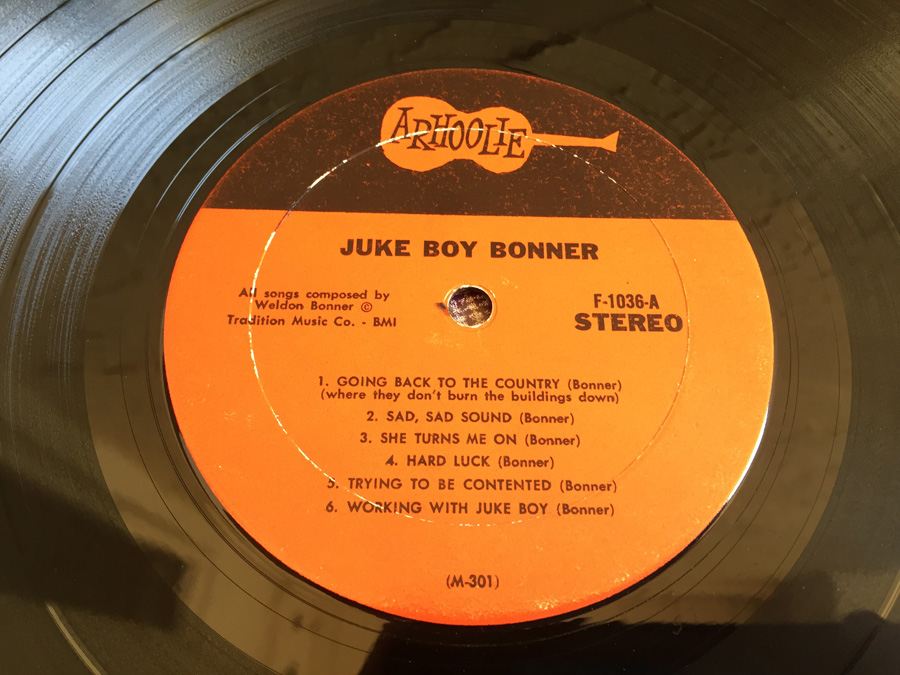 ARHOOLIE
JUKE BOY BONNER
All songs composed by
Weldon Bonner ©
Tradition Music Co. - BMI
F-1036-A
STEREO
1. GOING BACK TO THE COUNTRY (Bonner)
(where they don't burn the buildings down)
2. SAD, SAD SOUND (Bonner)
3. SHE TURNS ME ON (Bonner)
4. HARD LUCK (Bonner)
5. TRYING TO BE CONTENTED (Bonner)
6. WORKING WITH JUKE BOY (Bonner)
(M-301)